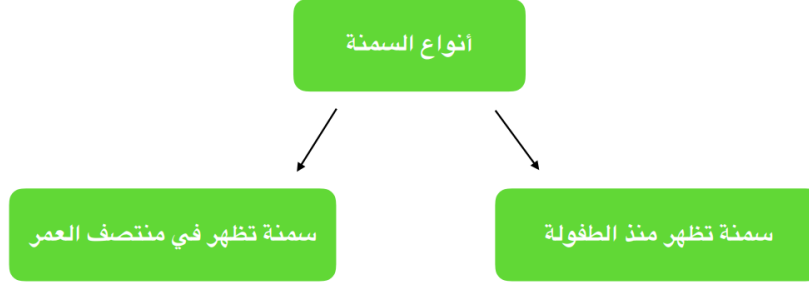 أنواع السمنة
سمنة تظهر منذ الطفولة
سمنة تظهر في منتصف العمر